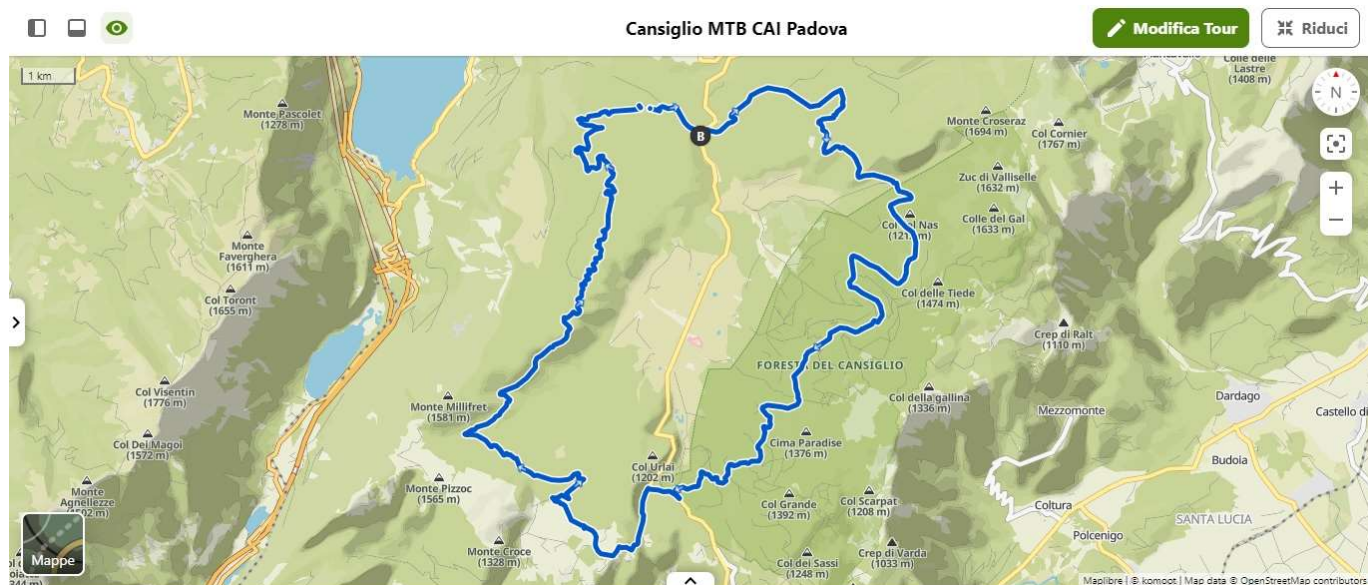 Cansiglio MTB CAI Padova
Modifica Tour
Riduci
1 km
Colle delle
Lastre
(1408 m)
N
Monte Pascolet
(1278 m)
B
Monte Croseraz
(1694 m)
Col Cornier
(1767 m)
Zuc di Valliselle
(1632 m)
Colle del Gal
(1633 m)
Monte
Faverghera
(1611 m)
Col Toront
(1655 m)
Col delle Tiede
(1474 m)
Crep di Ralt
(1110 m)
DEL CANSIGLIO
Col Visentin
(1776 m)
Monte Millifret
(1581 m)
Col della gallina
(1336 m)
Mezzomonte
Dardago
Castello di
Col Dei Magoi
(1572 m)
Cima Paradise
(1376 m)
Budoia
Col Urlai
(1202 m)
Monte Pizzoc
(1565 m)
Monte
Agnellezze
Col Grande
(1392 m)
Col Scarpat
(1208 m)
Coltura
SANTA LUCIA
Polcenigo
Mappe
Monte Croce
(1328 m)
Col dei Sassi
(1248 m)
Crep di Varda
(1033 m)
Maplibre | © komoot | Map data © OpenStreetMap contributors